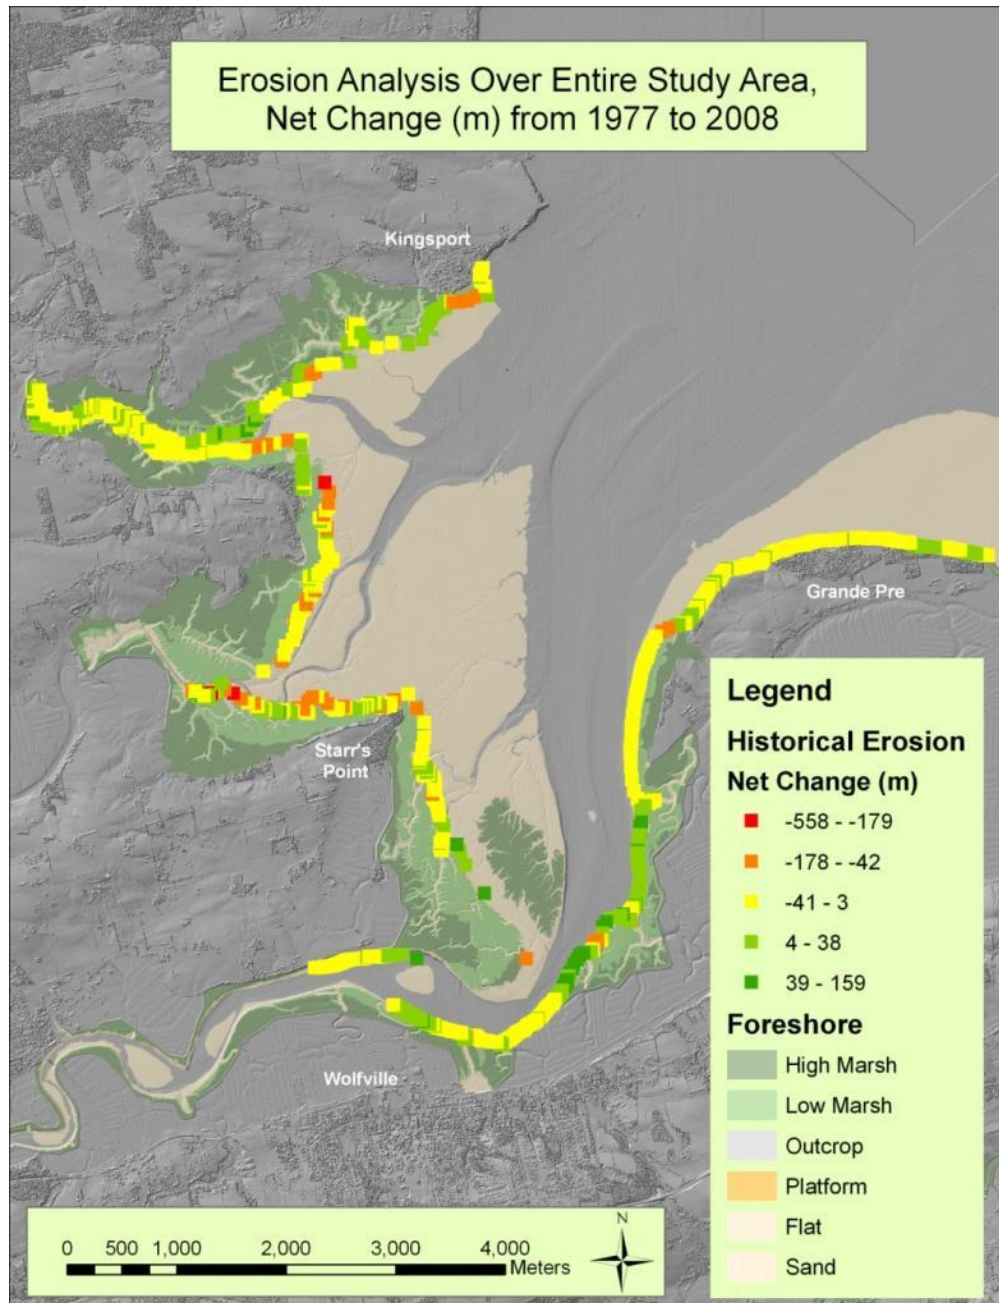 Erosion Analysis Over Entire Study Area,
Net Change (m) from 1977 to 2008
Kingsport
Grande Pre
Starr's
Point
Wolfville
Legend
Historical Erosion
Net Change (m)
-558 - -179
-178 - -42
-41 - 3
4 - 38
39 - 159
Foreshore
High Marsh
Low Marsh
Outcrop
Platform
Flat
Sand
0 500 1,000 2,000 3,000 4,000
Meters
N